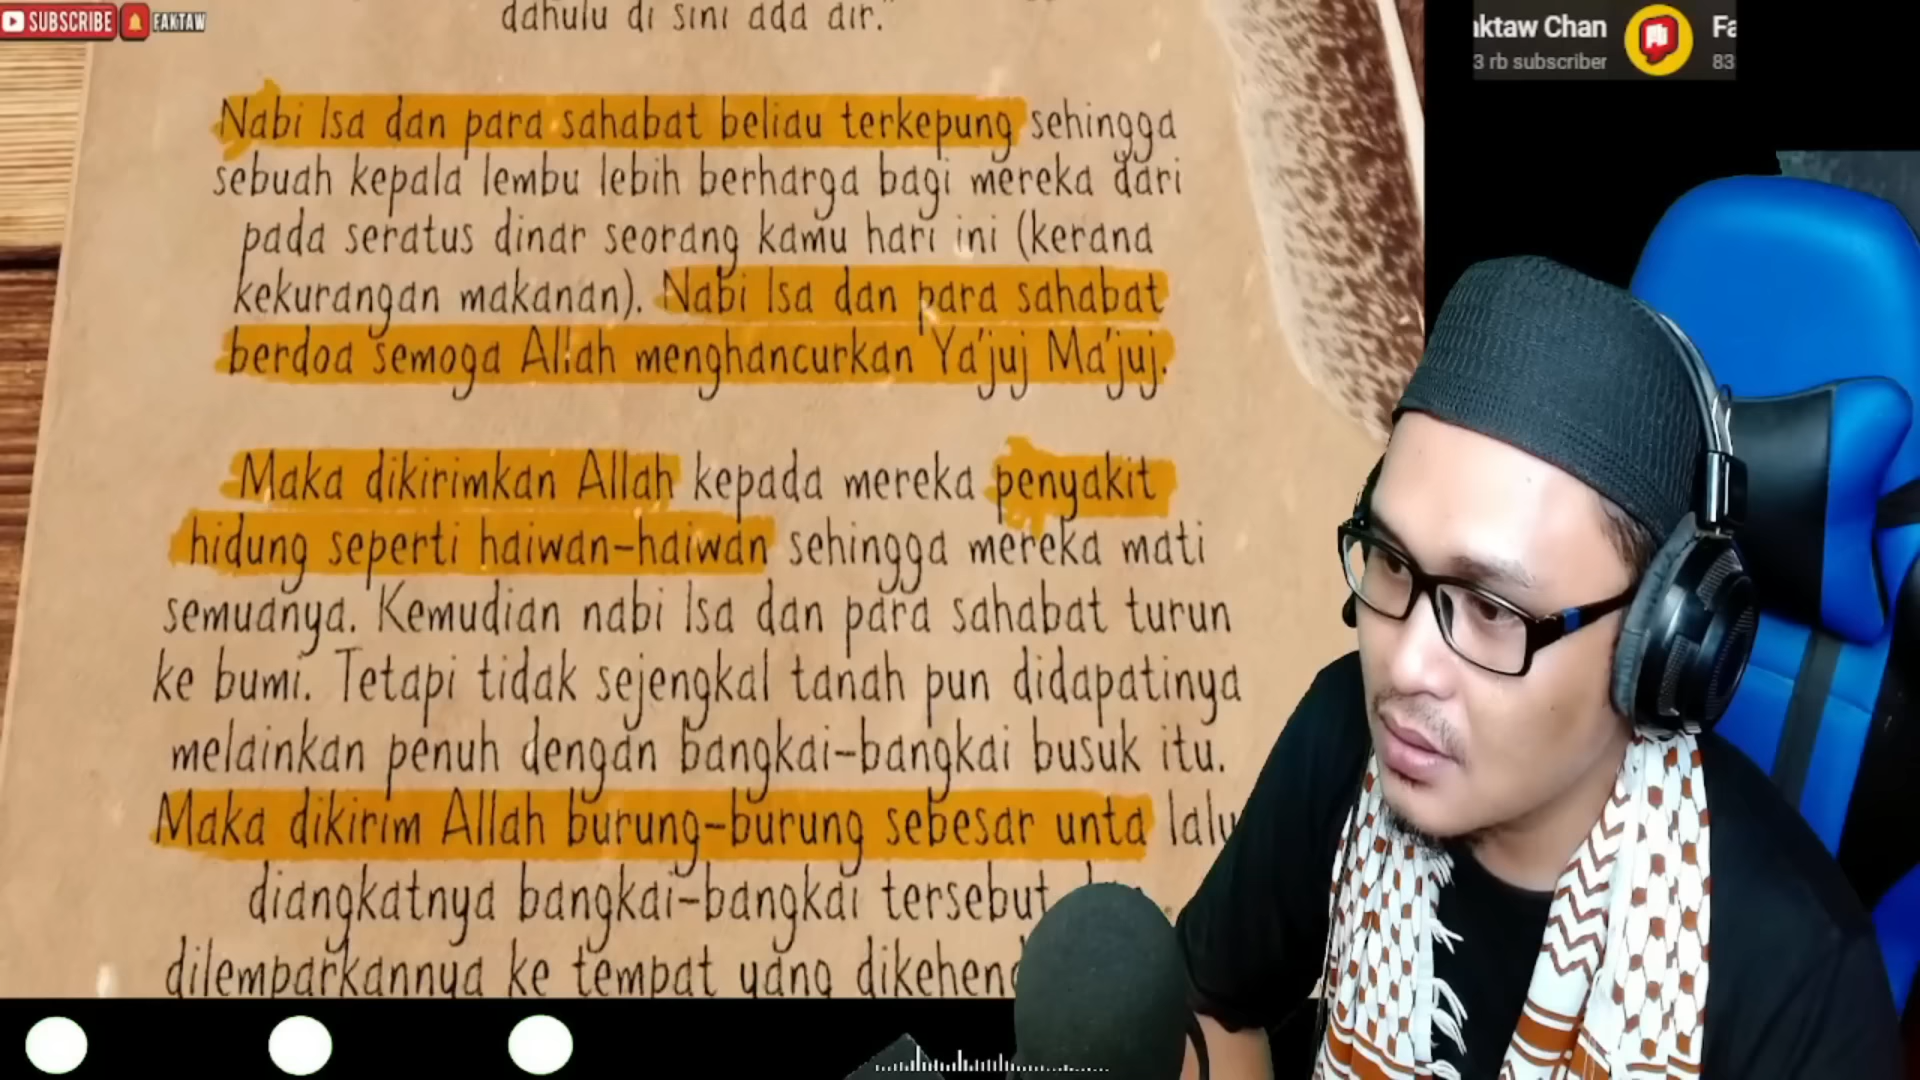 SUBSCRIBE FAKTAW
dahulu di sini ada air."
ktaw Chan
3 rb subscriber
Fa
83
Nabi Isa dan para sahabat beliau terkepung sehingga
sebuah kepala lembu lebih berharga bagi mereka dari
pada seratus dinar seorang kamu hari ini (kerana
kekurangan makanan). Nabi Isa dan para sahabat
berdoa semoga Allah menghancurkan Ya'juj Ma'juj.
Maka dikirimkan Allah kepada mereka penyakit
hidung seperti haiwan-haiwan sehingga mereka mati
semuanya. Kemudian nabi Isa dan para sahabat turun
ke bumi. Tetapi tidak sejengkal tanah pun didapatinya
melainkan penuh dengan bangkai-bangkai busuk itu.
Maka dikirim Allah burung-burung sebesar unta lalu
diangkatnya bangkai-bangkai tersebut
dilemparkannya ke tempat yang dikehend